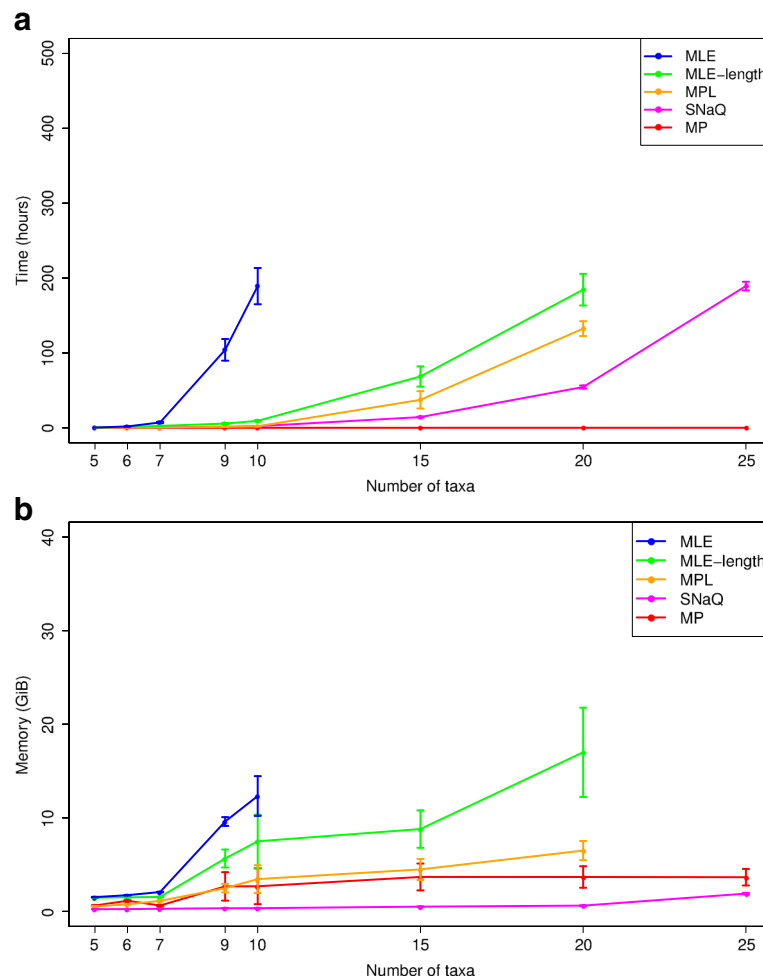 a
500
400
300
200
100
0
Time (hours)
MLE
MLE−length
MPL
SNaQ
MP
5 6 7 9 10 15 20 25
Number of taxa
b
40
30
20
10
0
Memory (GiB)
MLE
MLE−length
MPL
SNaQ
MP
5 6 7 9 10 15 20 25
Number of taxa